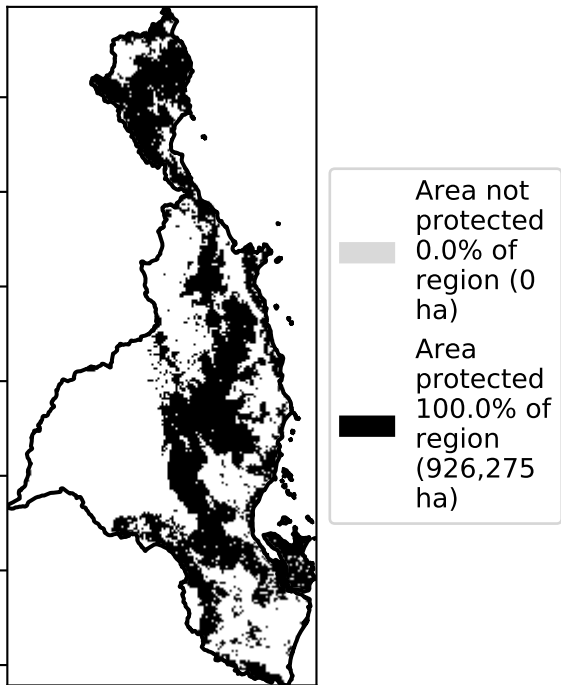 Area not
protected
0.0% of
region (0
ha)
Area
protected
100.0% of
region
(926,275
ha)